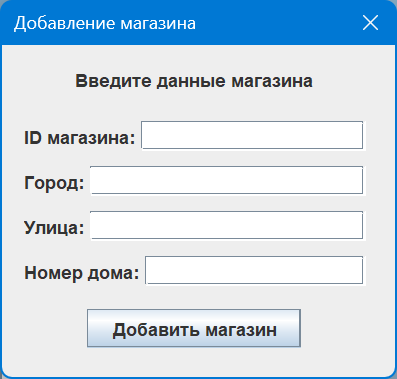 Добавление магазина
Введите данные магазина
ID магазина:
Город:
Улица:
Номер дома:
Добавить магазин